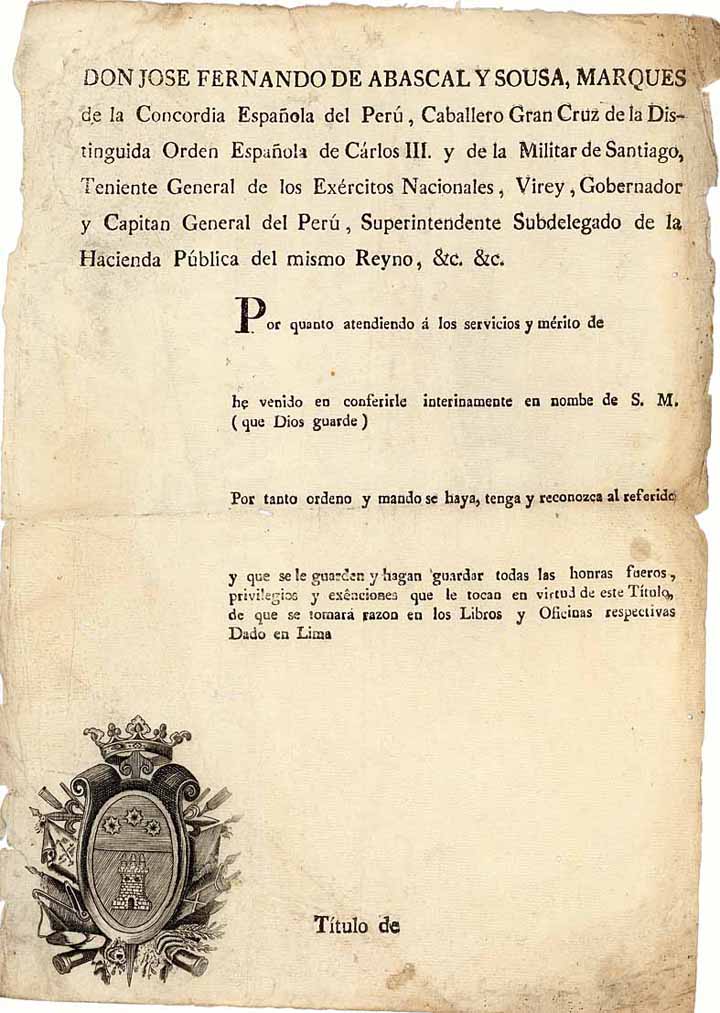 DON JOSE FERNANDO DE ABASCAL Y SOUSA, MARQUES
de la Concordia Española del Perú, Caballero Gran Cruz de la Dis-
tinguida Orden Española de Cárlos III. y de la Militar de Santiago,
Teniente General de los Exércitos Nacionales, Virey, Gobernador
y Capitan General del Perú, Superintendente Subdelegado de la
Hacienda Pública del mismo Reyno, &c. &c.
Por quanto atendiendo á los servicios y mérito de
he venido en conferirle interinamente en nombe de S. M.
(que Dios guarde)
Por tanto ordeno y mando se haya, tenga y reconozca al referido
y que se le guarden y hagan guardar todas las honras fueros,
privilegios y exênciones que le tocan en virtud de este Título,
de que se tomará razon en los Libros y Oficinas respectivas
Dado en Lima
Título de